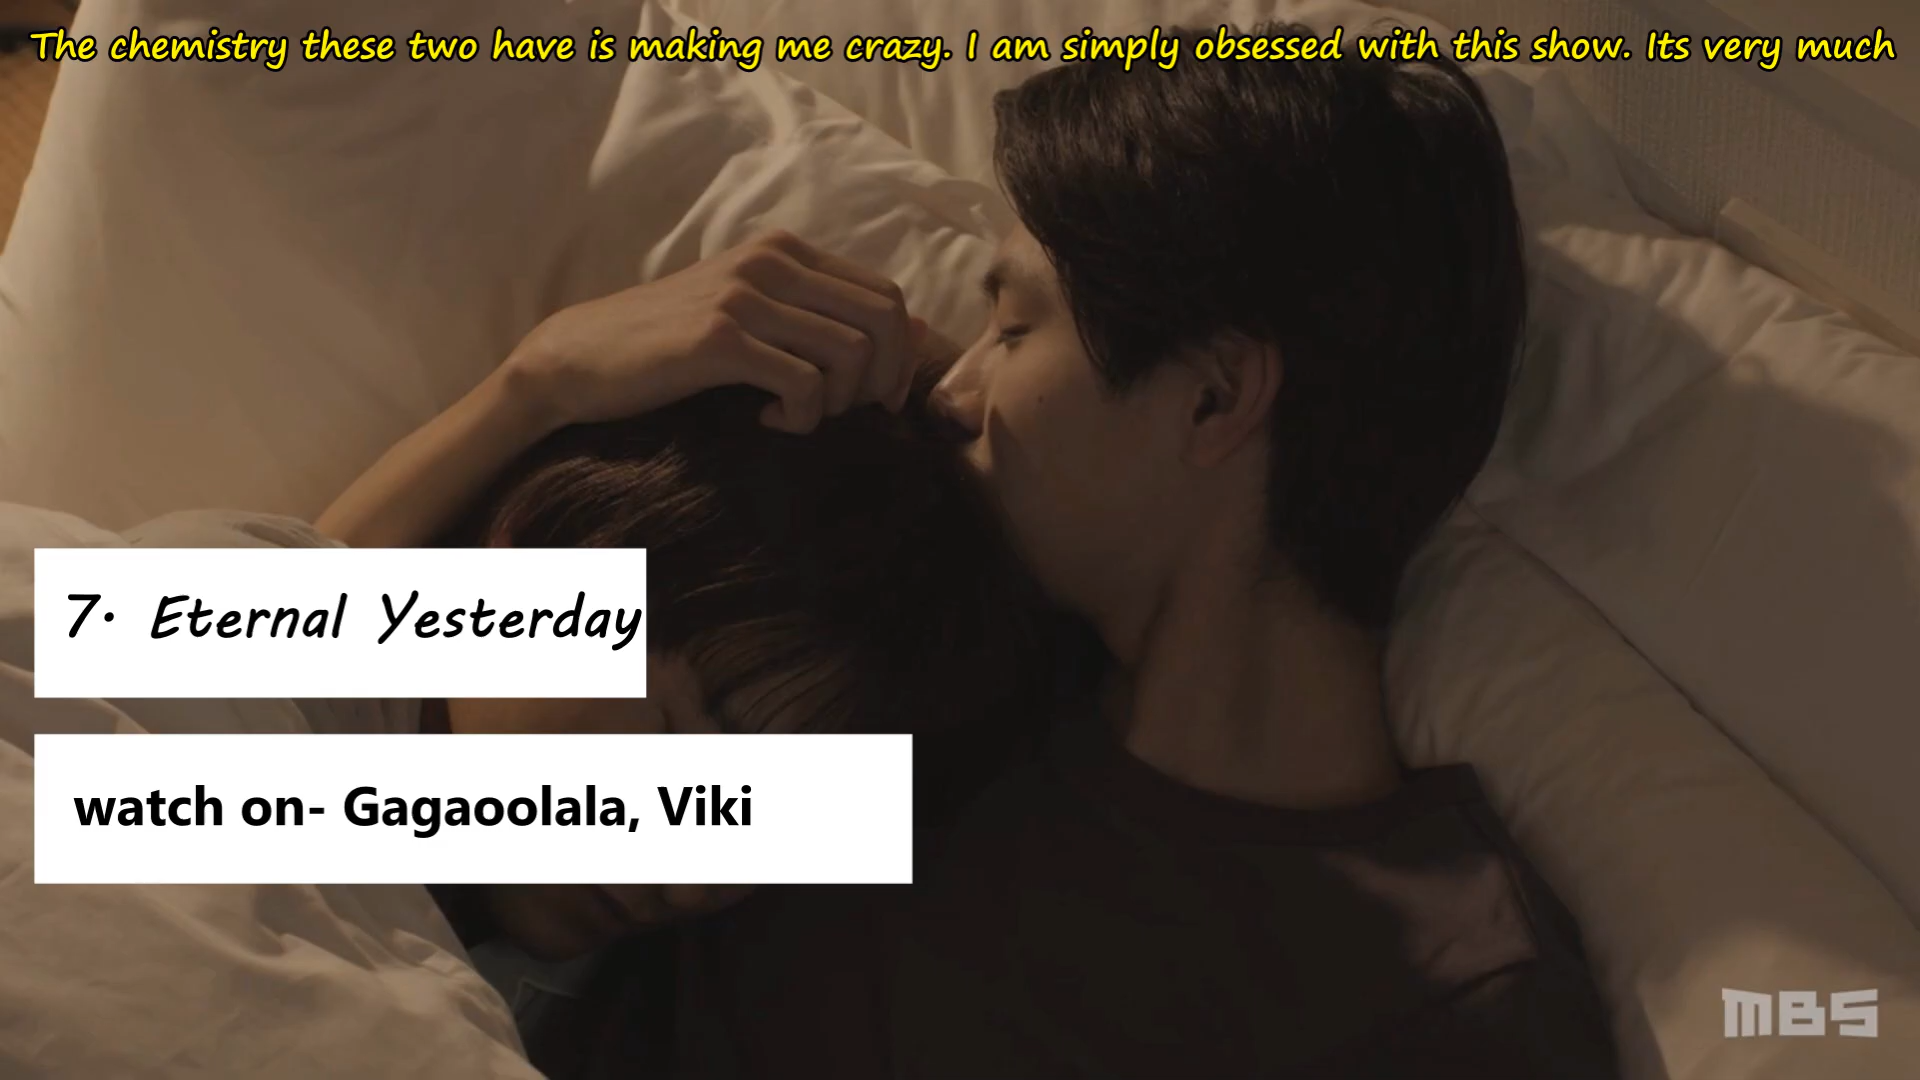 The chemistry these two have is making me crazy. I am simply obsessed with this show. Its very much
7. Eternal Yesterday
watch on- Gagaoolala, Viki
MBS